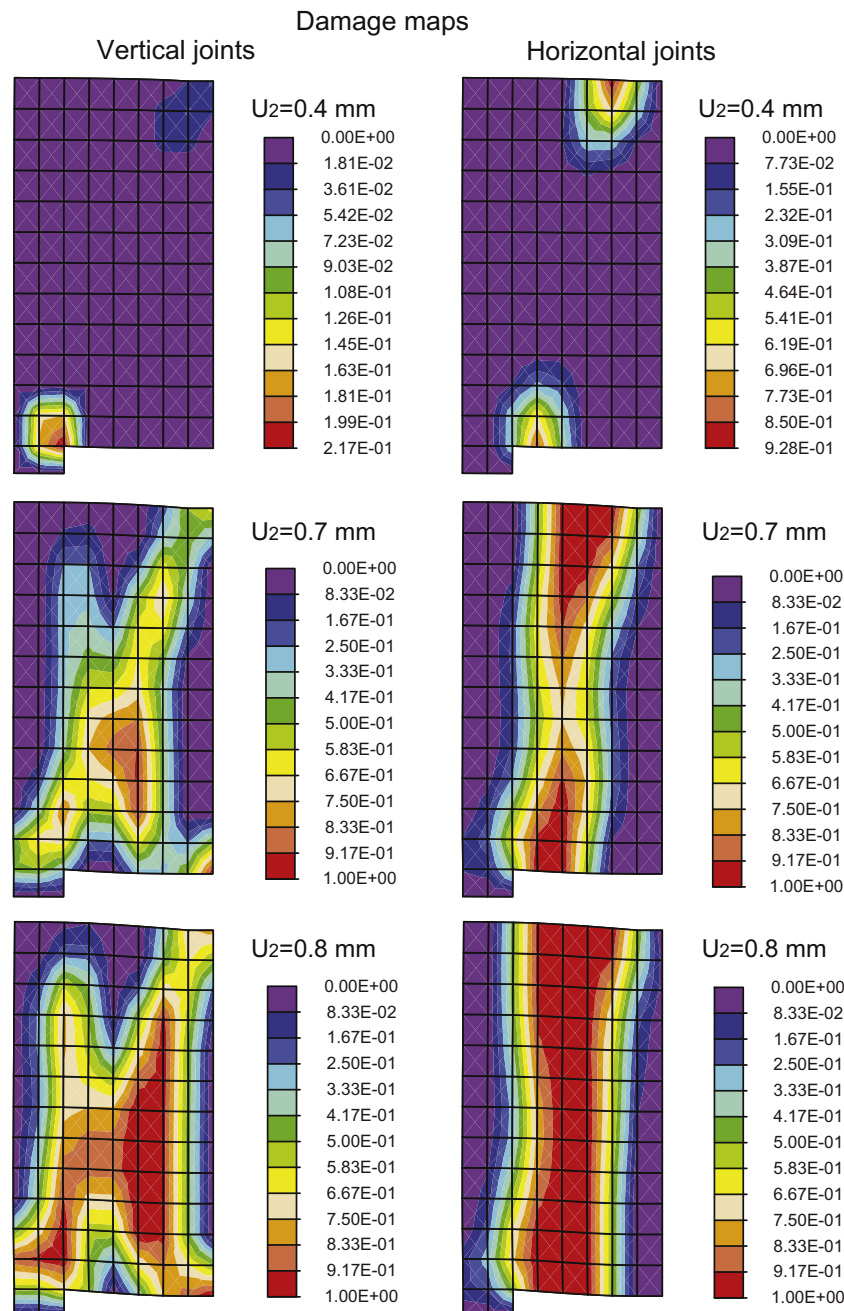 Damage maps
Vertical joints
Horizontal joints
U2=0.4 mm
0.00E+00
1.81E-02
3.61E-02
5.42E-02
7.23E-02
9.03E-02
1.08E-01
1.26E-01
1.45E-01
1.63E-01
1.81E-01
1.99E-01
2.17E-01
U2=0.4 mm
0.00E+00
7.73E-02
1.55E-01
2.32E-01
3.09E-01
3.87E-01
4.64E-01
5.41E-01
6.19E-01
6.96E-01
7.73E-01
8.50E-01
9.28E-01
U2=0.7 mm
0.00E+00
8.33E-02
1.67E-01
2.50E-01
3.33E-01
4.17E-01
5.00E-01
5.83E-01
6.67E-01
7.50E-01
8.33E-01
9.17E-01
1.00E+00
U2=0.7 mm
0.00E+00
8.33E-02
1.67E-01
2.50E-01
3.33E-01
4.17E-01
5.00E-01
5.83E-01
6.67E-01
7.50E-01
8.33E-01
9.17E-01
1.00E+00
U2=0.8 mm
0.00E+00
8.33E-02
1.67E-01
2.50E-01
3.33E-01
4.17E-01
5.00E-01
5.83E-01
6.67E-01
7.50E-01
8.33E-01
9.17E-01
1.00E+00
U2=0.8 mm
0.00E+00
8.33E-02
1.67E-01
2.50E-01
3.33E-01
4.17E-01
5.00E-01
5.83E-01
6.67E-01
7.50E-01
8.33E-01
9.17E-01
1.00E+00